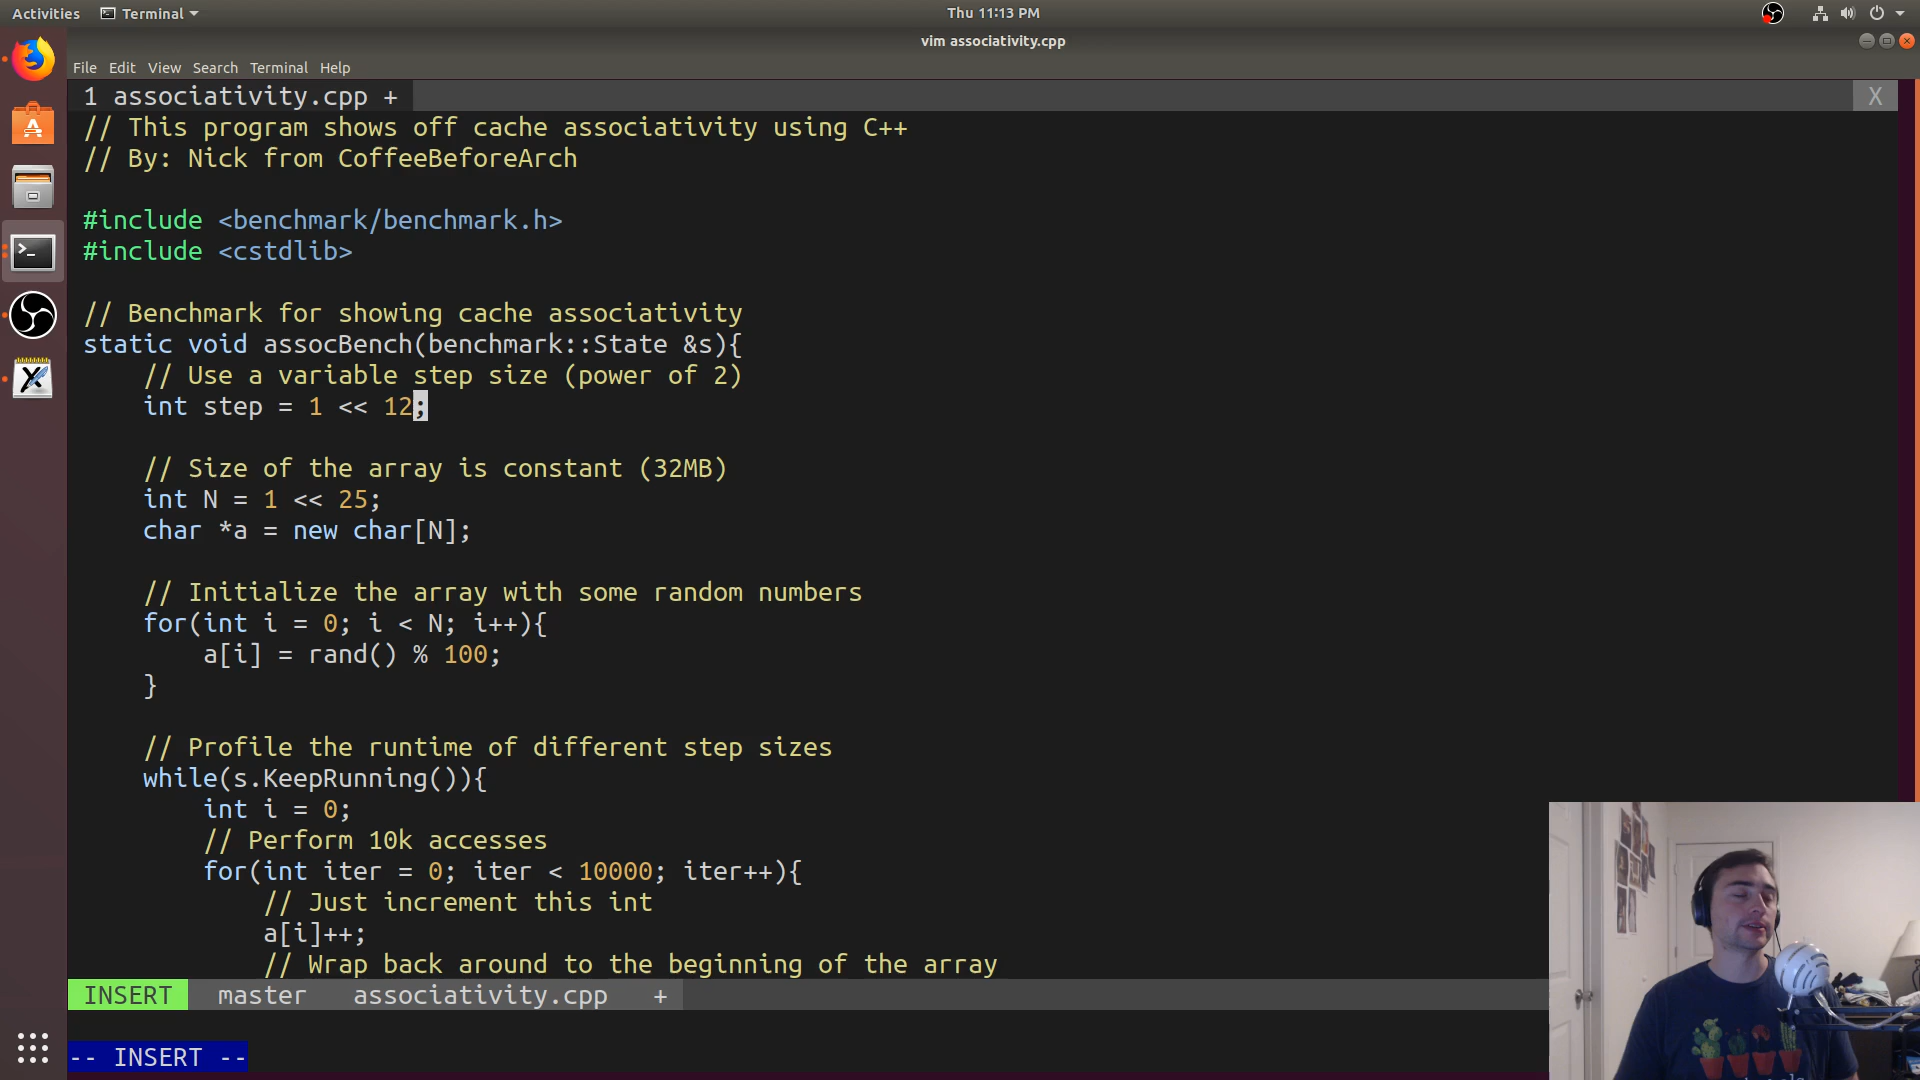 Activities Terminal Thu 11:13 PM
vim associativity.cpp
File Edit View Search Terminal Help
1 associativity.cpp + X
// This program shows off cache associativity using C++
// By: Nick from CoffeeBeforeArch
#include <benchmark/benchmark.h>
#include <cstdlib>
// Benchmark for showing cache associativity
static void assocBench(benchmark::State &s){
// Use a variable step size (power of 2)
int step = 1 << 12;
// Size of the array is constant (32MB)
int N = 1 << 25;
char *a = new char[N];
// Initialize the array with some random numbers
for(int i = 0; i < N; i++){
a[i] = rand() % 100;
}
// Profile the runtime of different step sizes
while(s.KeepRunning()){
int i = 0;
// Perform 10k accesses
for(int iter = 0; iter < 10000; iter++){
// Just increment this int
a[i]++;
// Wrap back around to the beginning of the array
INSERT master associativity.cpp +
-- INSERT --